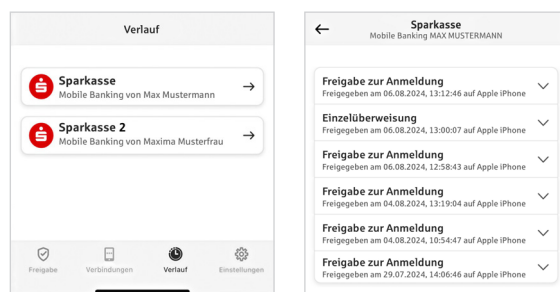 Verlauf
Sparkasse
Mobile Banking von Max Mustermann
Sparkasse 2
Mobile Banking von Maxima Musterfrau
Freigabe
Verbindungen
Verlauf
Einstellungen
Sparkasse
Mobile Banking MAX MUSTERMANN
Freigabe zur Anmeldung
Freigegeben am 06.08.2024, 13:12:46 auf Apple iPhone
Einzelüberweisung
Freigegeben am 06.08.2024, 13:00:07 auf Apple iPhone
Freigabe zur Anmeldung
Freigegeben am 06.08.2024, 12:58:43 auf Apple iPhone
Freigabe zur Anmeldung
Freigegeben am 04.08.2024, 13:19:04 auf Apple iPhone
Freigabe zur Anmeldung
Freigegeben am 04.08.2024, 10:54:47 auf Apple iPhone
Freigabe zur Anmeldung
Freigegeben am 29.07.2024, 14:06:46 auf Apple iPhone